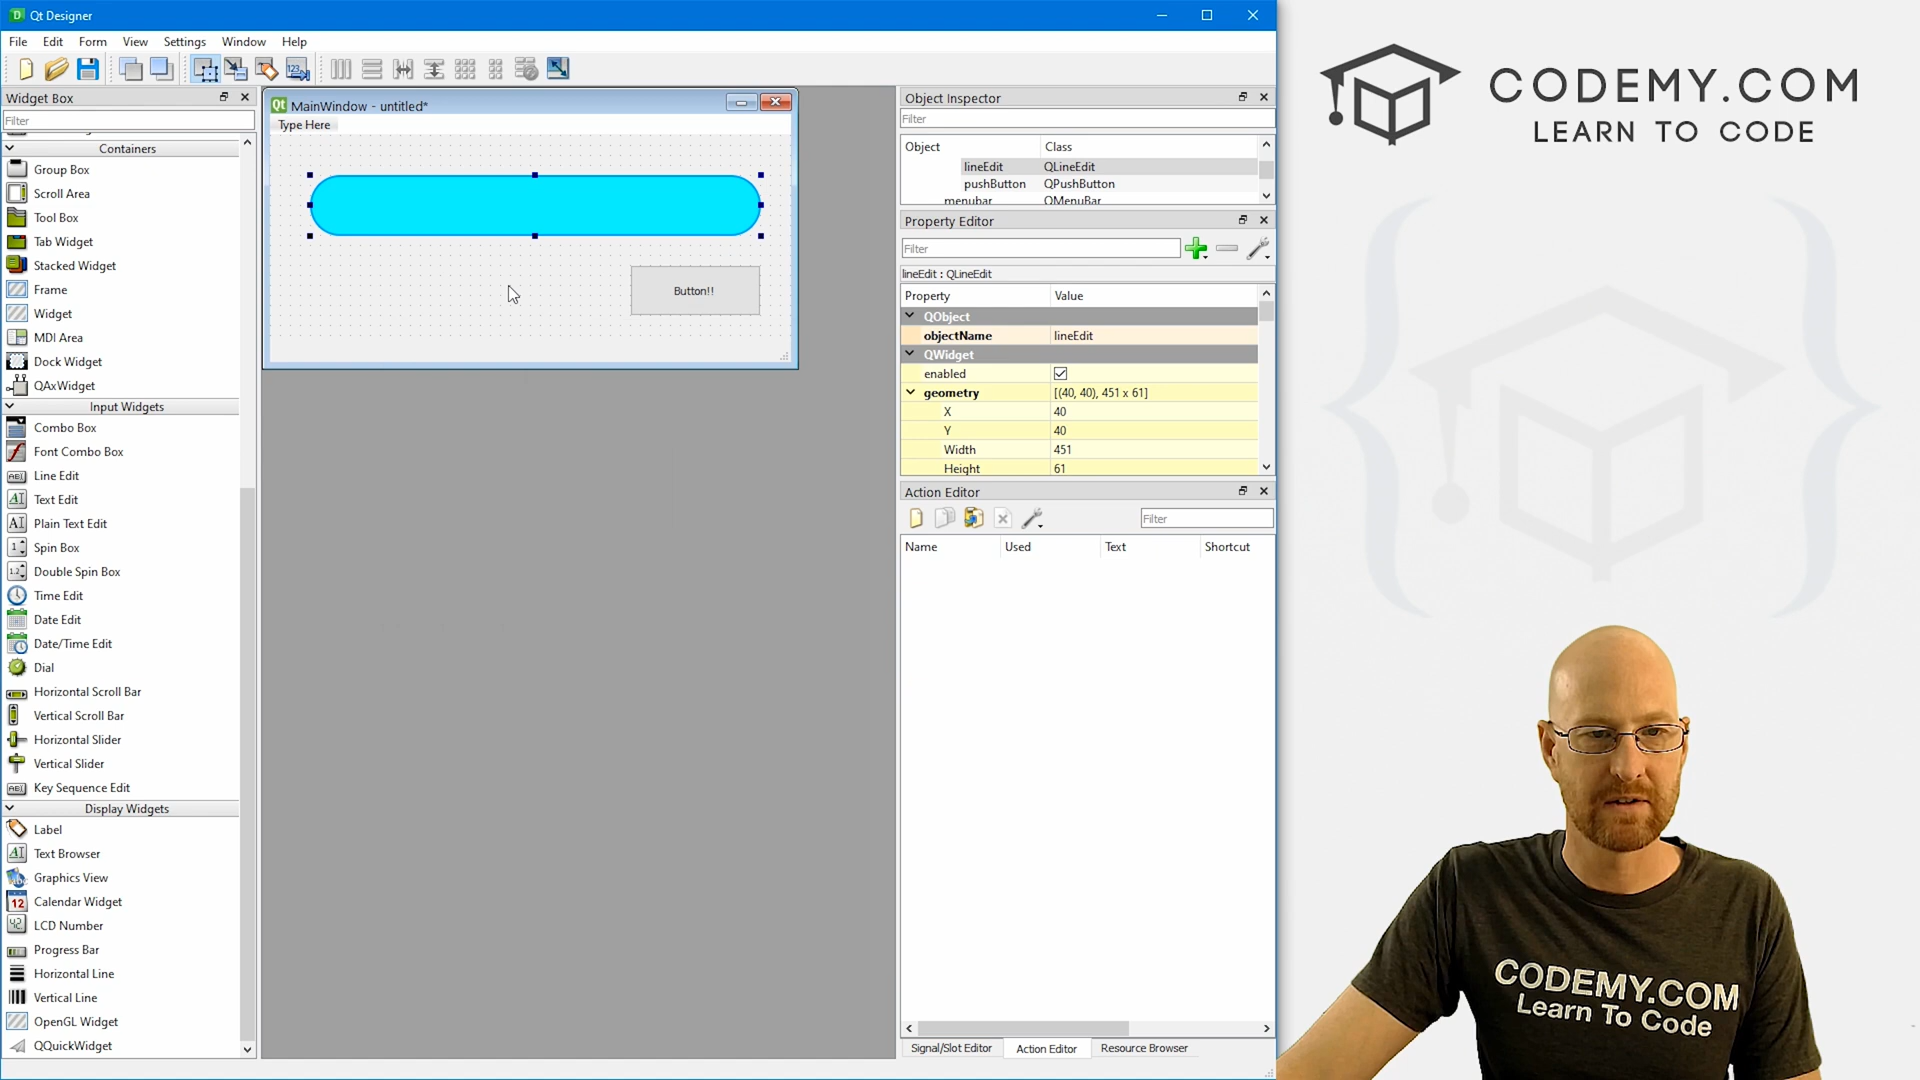 Qt Designer
File Edit Form View Settings Window Help
Widget Box
Filter
Containers
Group Box
Scroll Area
Tool Box
Tab Widget
Stacked Widget
Frame
Widget
MDI Area
Dock Widget
QAxWidget
Input Widgets
Combo Box
Font Combo Box
Line Edit
Text Edit
Plain Text Edit
Spin Box
Double Spin Box
Time Edit
Date Edit
Date/Time Edit
Dial
Horizontal Scroll Bar
Vertical Scroll Bar
Horizontal Slider
Vertical Slider
Key Sequence Edit
Display Widgets
Label
Text Browser
Graphics View
Calendar Widget
LCD Number
Progress Bar
Horizontal Line
Vertical Line
OpenGL Widget
QQuickWidget
MainWindow - untitled*
Type Here
Button!!
Object Inspector
Filter
Object Class
lineEdit QLineEdit
pushButton QPushButton
menubar QMenuBar
Property Editor
Filter
lineEdit : QLineEdit
Property Value
QObject
objectName lineEdit
QWidget
enabled
geometry [(40, 40), 451 x 61]
X 40
Y 40
Width 451
Height 61
Action Editor
Filter
Name Used Text Shortcut
Signal/Slot Editor Action Editor Resource Browser
CODEMY.COM
LEARN TO CODE
CODEMY.COM
Learn To Code